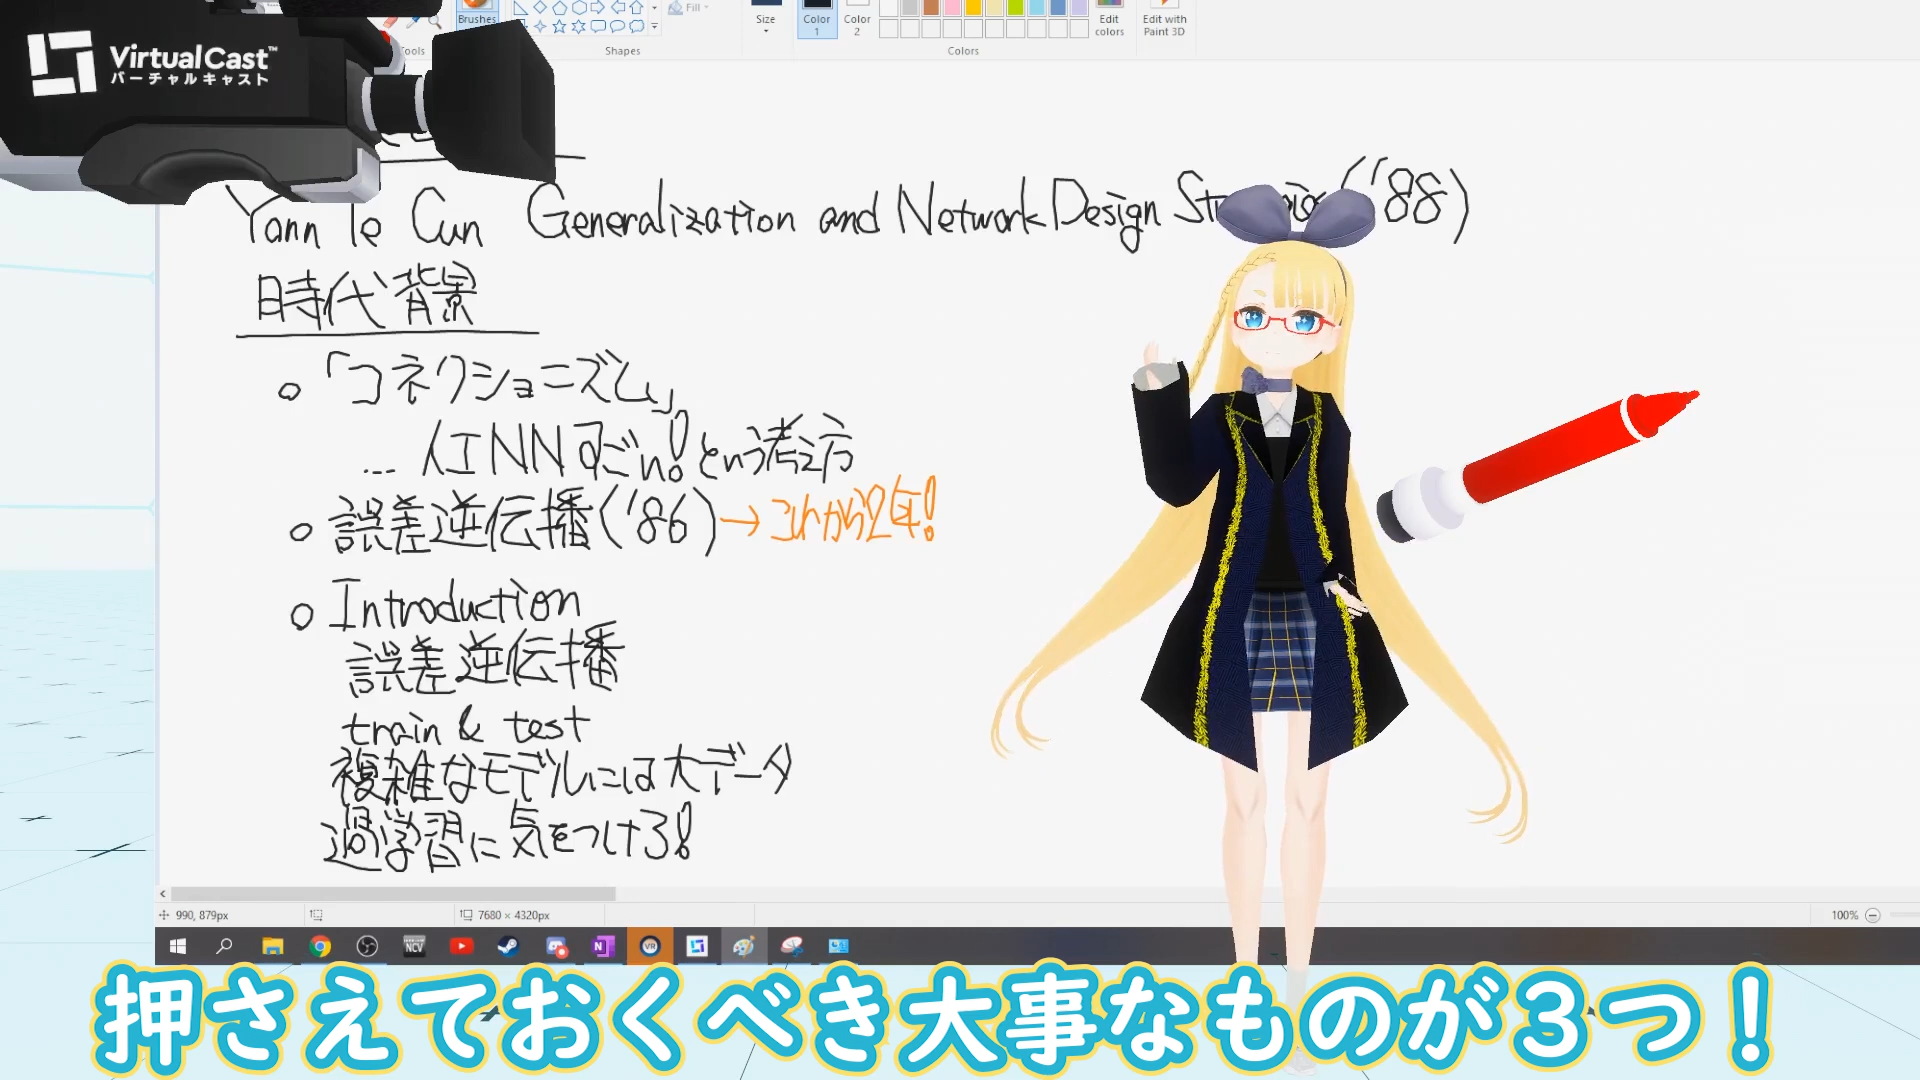 VirtualCast™
バーチャルキャスト
Brushes
Shapes
Fill
Size
Color 1
Color 2
Colors
Edit colors
Edit with Paint 3D
Yann le Cun Generalization and Network Design ('88)
時代背景
。「コネクショニズム」
... 人工NNすごい!という考え方
。誤差逆伝播('86)→これから2年!
。Introduction
誤差逆伝播
train & test
複雑なモデルには大データ
過学習に気をつけろ!
990, 879px
7680 × 4320px
100%
NCV
VR
押さえておくべき大事なものが3つ!